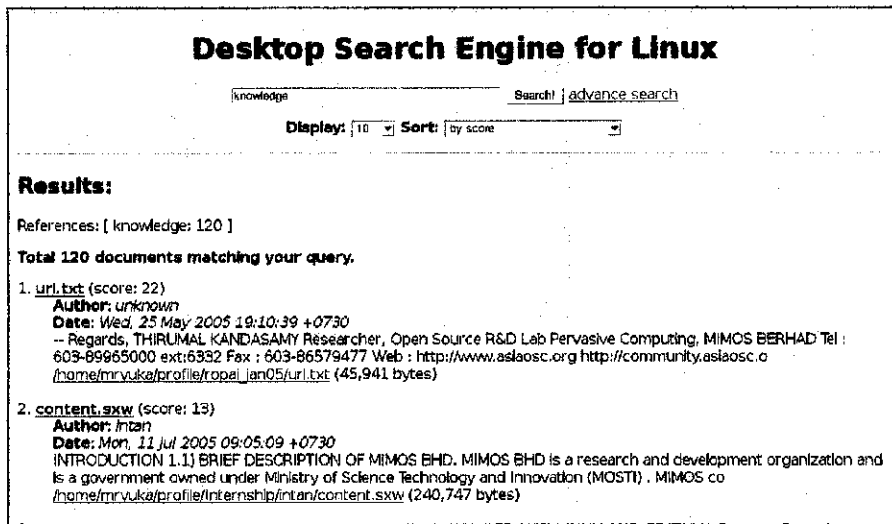 Desktop Search Engine for Linux
knowledge Search! advance search
Display: 10 Sort: by score
Results:
References: [ knowledge: 120 ]
Total 120 documents matching your query.
1. url.txt (score: 22)
Author: unknown
Date: Wed, 25 May 2005 19:10:39 +0730
-- Regards, THIRUMAL KANDASAMY Researcher, Open Source R&D Lab Pervasive Computing, MIMOS BERHAD Tel :
603-89965000 ext:6332 Fax : 603-86579477 Web : http://www.asiaosc.org http://community.asiaosc.o
/home/mryuka/profile/ropai_jan05/url.txt (45,941 bytes)
2. content.sxw (score: 13)
Author: Intan
Date: Mon, 11 Jul 2005 09:05:09 +0730
INTRODUCTION 1.1) BRIEF DESCRIPTION OF MIMOS BHD. MIMOS BHD is a research and development organization and
is a government owned under Ministry of Science Technology and Innovation (MOSTI) . MIMOS co
/home/mryuka/profile/internship/intan/content.sxw (240,747 bytes)